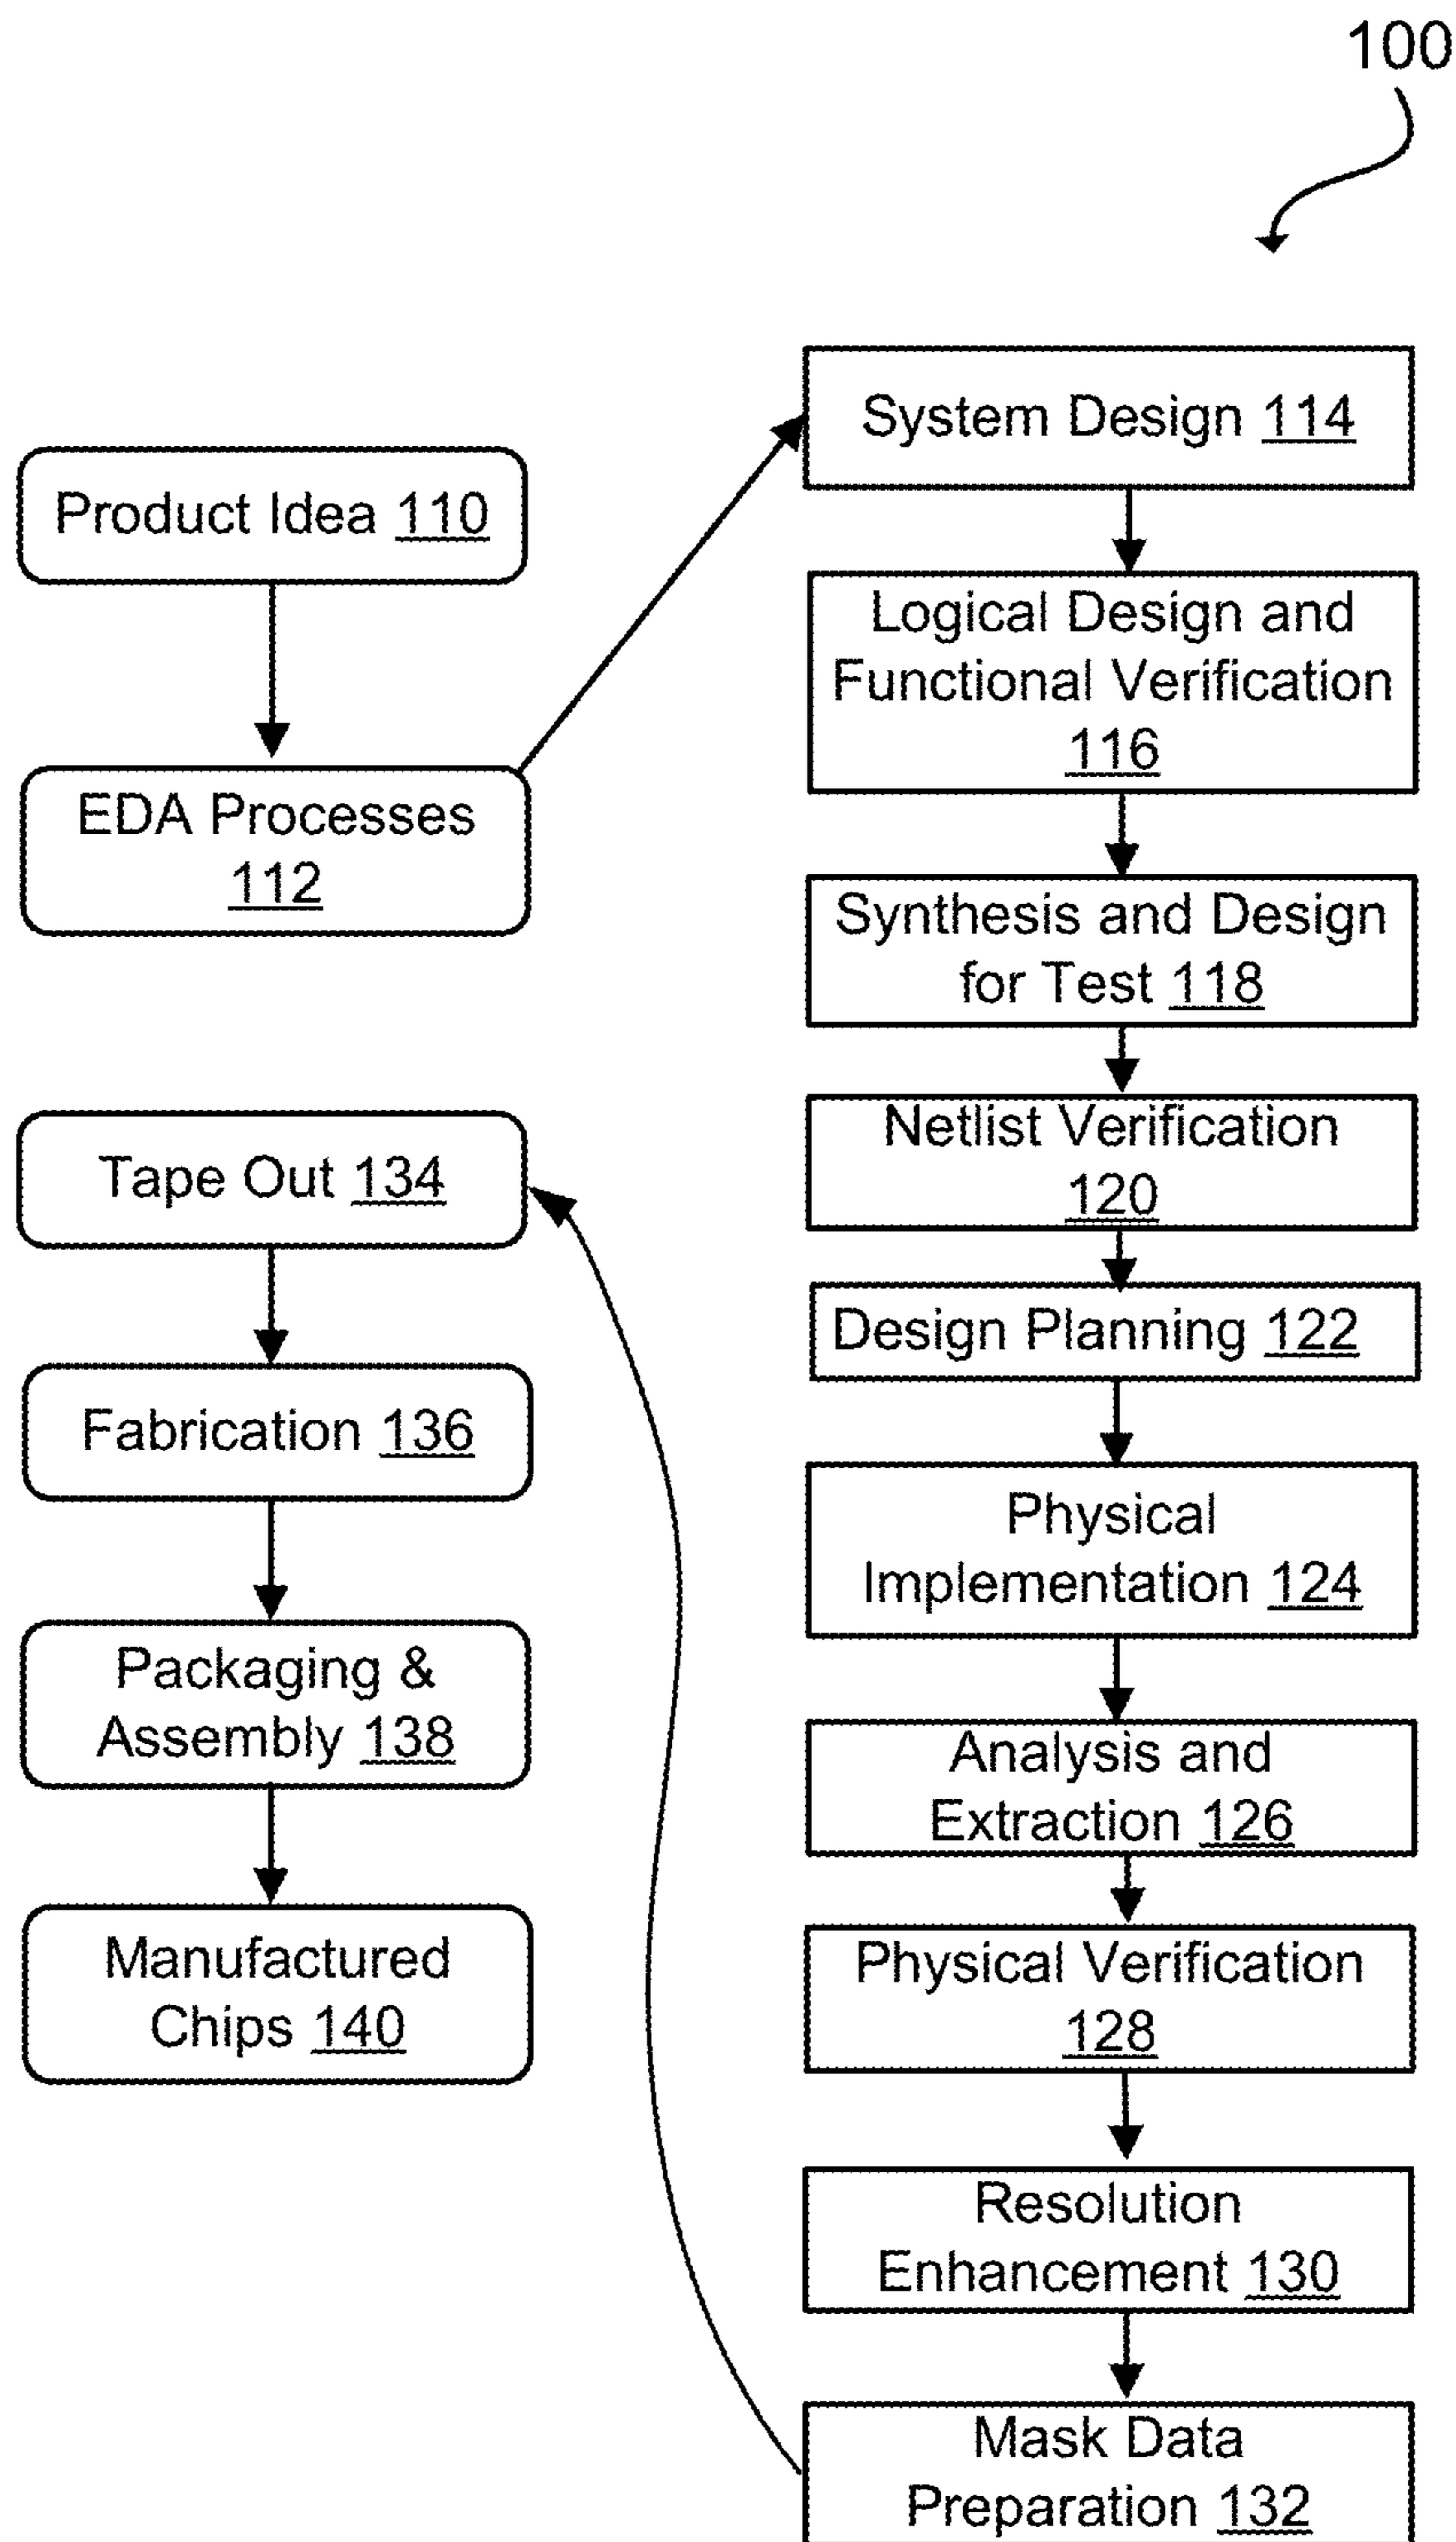 100
Product Idea 110
EDA Processes
112
System Design 114
Logical Design and
Functional Verification
116
Synthesis and Design
for Test 118
Netlist Verification
120
Design Planning 122
Physical
Implementation 124
Analysis and
Extraction 126
Physical Verification
128
Resolution
Enhancement 130
Mask Data
Preparation 132
Tape Out 134
Fabrication 136
Packaging &
Assembly 138
Manufactured
Chips 140